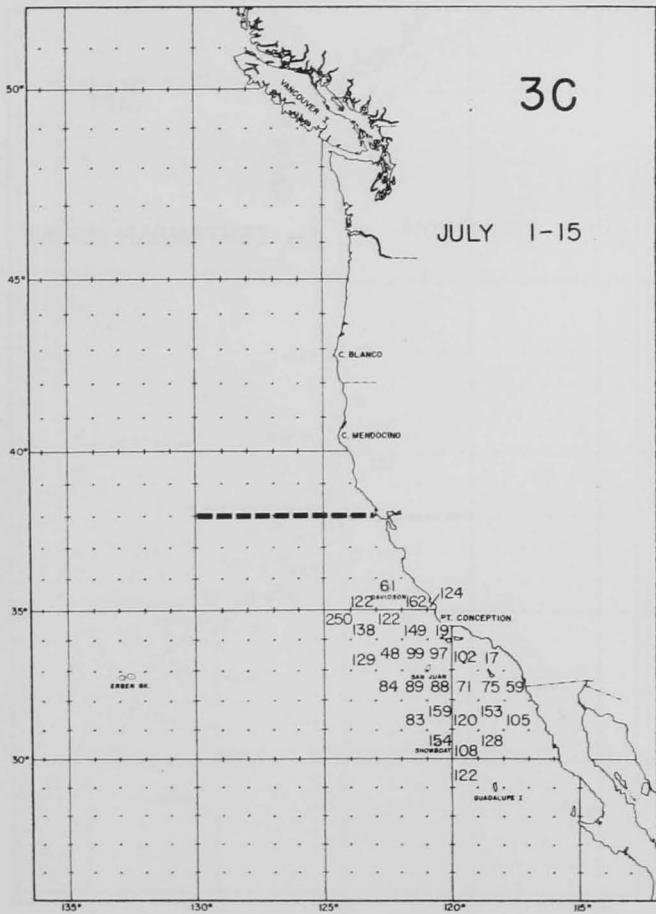 3C
50°
VANCOUVER
JULY 1-15
45°
C. BLANCO
C. MENDOCINO
40°
61
DAVIDSON
124
122 162
35°
250 122 PT. CONCEPTION
138 149 191
48 99 97 102 17
129
SAN JUAN
ERBEN BK.
84 89 88 71 75 59
159 153
83 120 105
154 128
SHOWBOAT 108
30°
122
GUADALUPE I.
135° 130° 125° 120° 115°